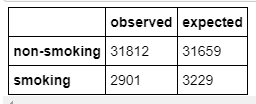 observed expected
non-smoking 31812 31659
smoking 2901 3229